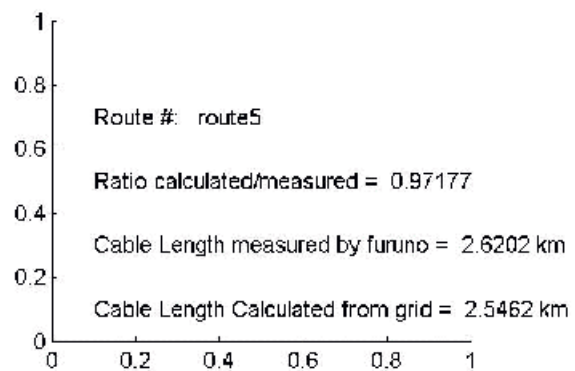 1
0.8
Route #: route5
0.6
Ratio calculated/measured = 0.97177
0.4
Cable Length measured by furuno = 2.6202 km
0.2
Cable Length Calculated from grid = 2.5462 km
0
0 0.2 0.4 0.6 0.8 1